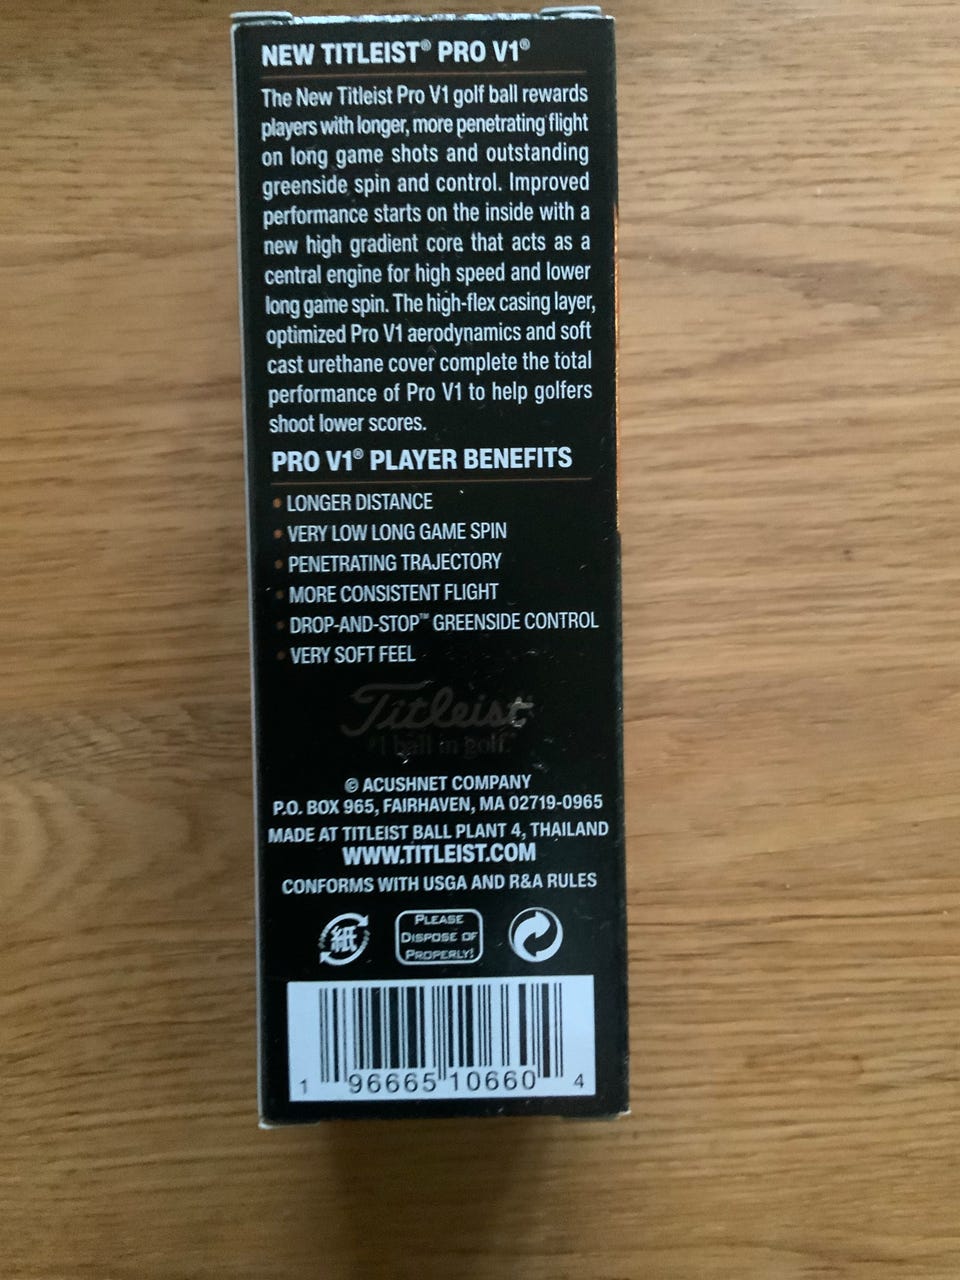 NEW TITLEIST® PRO V1®
The New Titleist Pro V1 golf ball rewards
players with longer, more penetrating flight
on long game shots and outstanding
greenside spin and control. Improved
performance starts on the inside with a
new high gradient core that acts as a
central engine for high speed and lower
long game spin. The high-flex casing layer,
optimized Pro V1 aerodynamics and soft
cast urethane cover complete the total
performance of Pro V1 to help golfers
shoot lower scores.
PRO V1® PLAYER BENEFITS
• LONGER DISTANCE
• VERY LOW LONG GAME SPIN
• PENETRATING TRAJECTORY
• MORE CONSISTENT FLIGHT
• DROP-AND-STOP™ GREENSIDE CONTROL
• VERY SOFT FEEL
Titleist
#1 ball in golf.®
© ACUSHNET COMPANY
P.O. BOX 965, FAIRHAVEN, MA 02719-0965
MADE AT TITLEIST BALL PLANT 4, THAILAND
WWW.TITLEIST.COM
CONFORMS WITH USGA AND R&A RULES
紙
PLEASE
DISPOSE OF
PROPERLY!
1 96665 10660 4